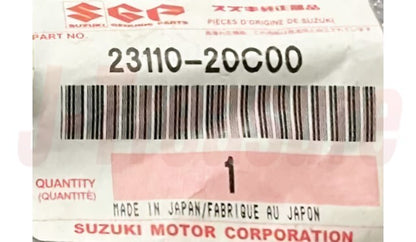 SGP スズキ純正部品
SUZUKI GENUINE PARTS PIÈCES D'ORIGINE DE SUZUKI
PART NO.
23110-20C00
QUANTITY
(QUANTITÉ)
1
MADE IN JAPAN/FABRIQUE AU JAPON
SUZUKI MOTOR CORPORATION